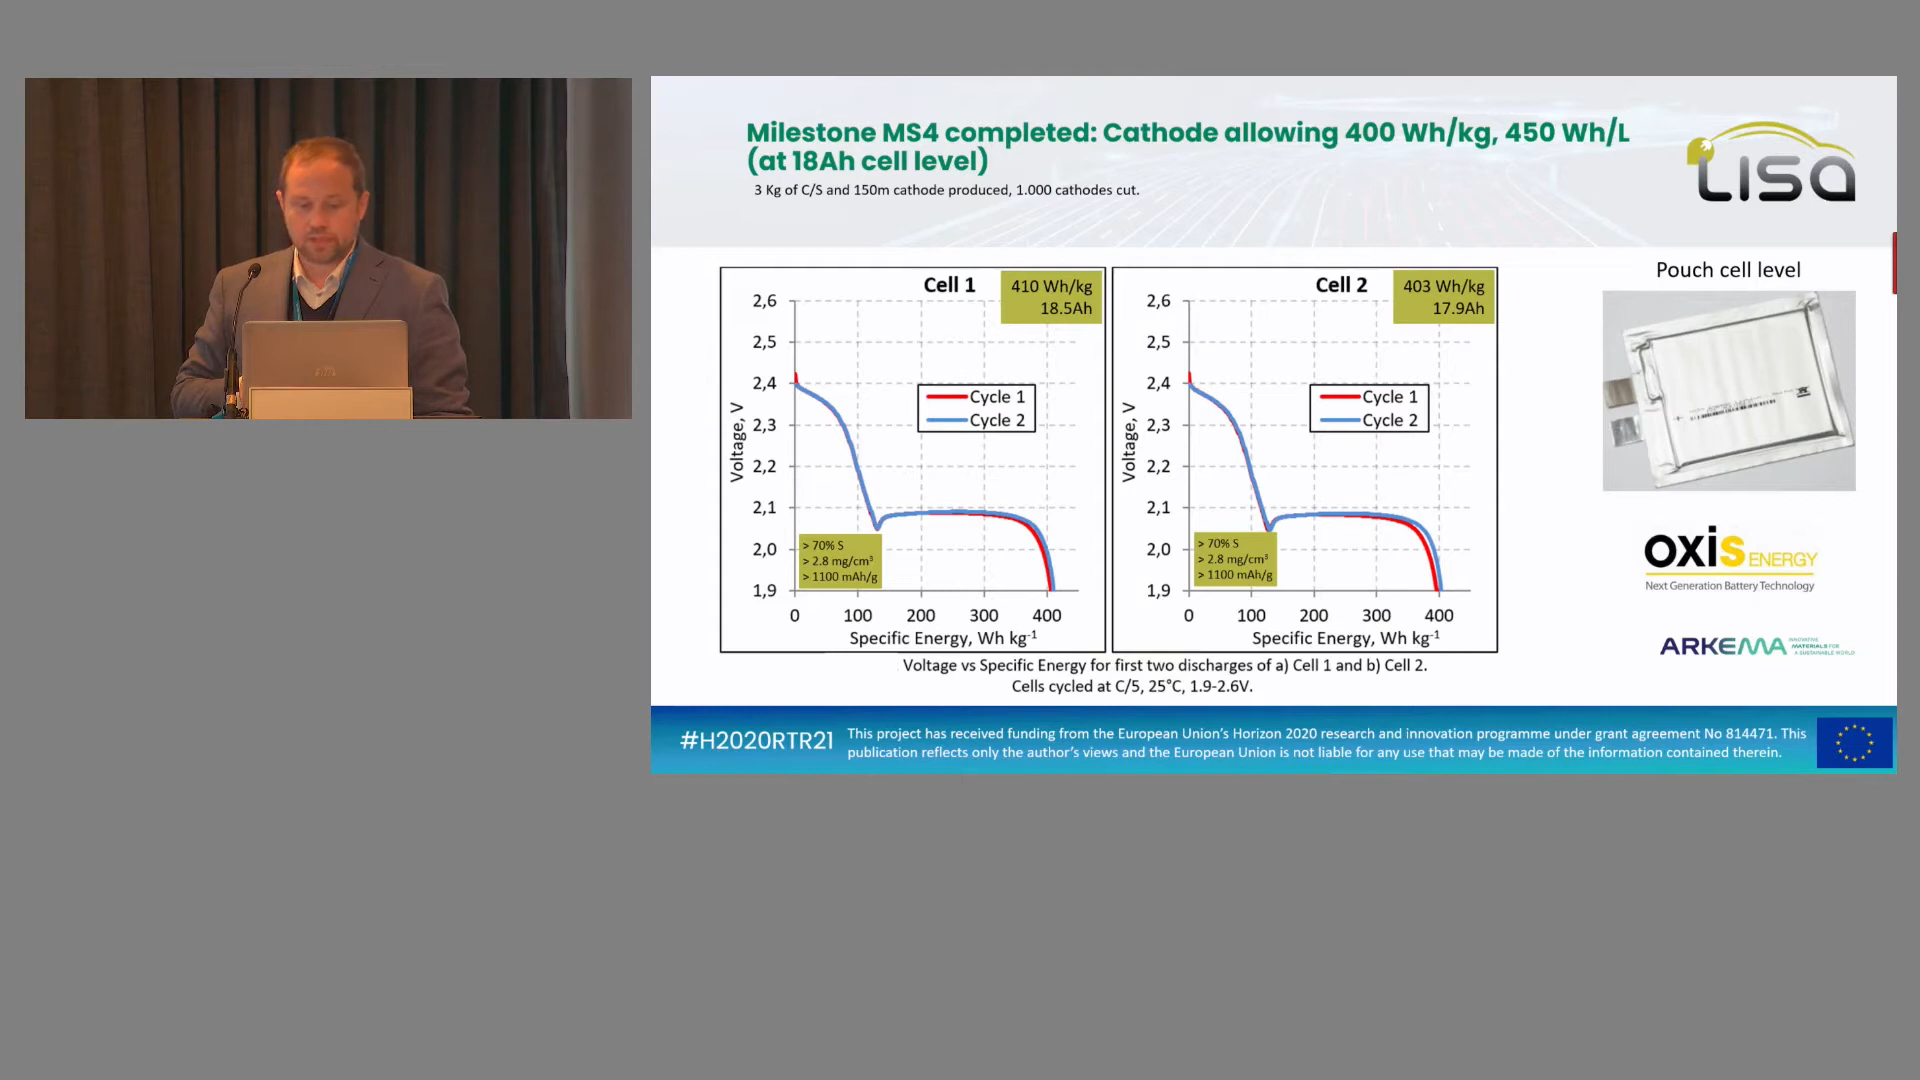 Milestone MS4 completed: Cathode allowing 400 Wh/kg, 450 Wh/L
(at 18Ah cell level)
3 Kg of C/S and 150m cathode produced, 1.000 cathodes cut.
LISA
Cell 1
410 Wh/kg
18.5Ah
2,6
2,5
2,4
2,3
2,2
2,1
2,0
1,9
Voltage, V
Cycle 1
Cycle 2
> 70% S
> 2.8 mg/cm³
> 1100 mAh/g
0 100 200 300 400
Specific Energy, Wh kg⁻¹
Cell 2
403 Wh/kg
17.9Ah
2,6
2,5
2,4
2,3
2,2
2,1
2,0
1,9
Voltage, V
Cycle 1
Cycle 2
> 70% S
> 2.8 mg/cm³
> 1100 mAh/g
0 100 200 300 400
Specific Energy, Wh kg⁻¹
Voltage vs Specific Energy for first two discharges of a) Cell 1 and b) Cell 2.
Cells cycled at C/5, 25°C, 1.9-2.6V.
Pouch cell level
OXIS ENERGY
Next Generation Battery Technology
ARKEMA
INNOVATIVE
MATERIALS FOR
A SUSTAINABLE WORLD
#H2020RTR21
This project has received funding from the European Union's Horizon 2020 research and innovation programme under grant agreement No 814471. This
publication reflects only the author's views and the European Union is not liable for any use that may be made of the information contained therein.